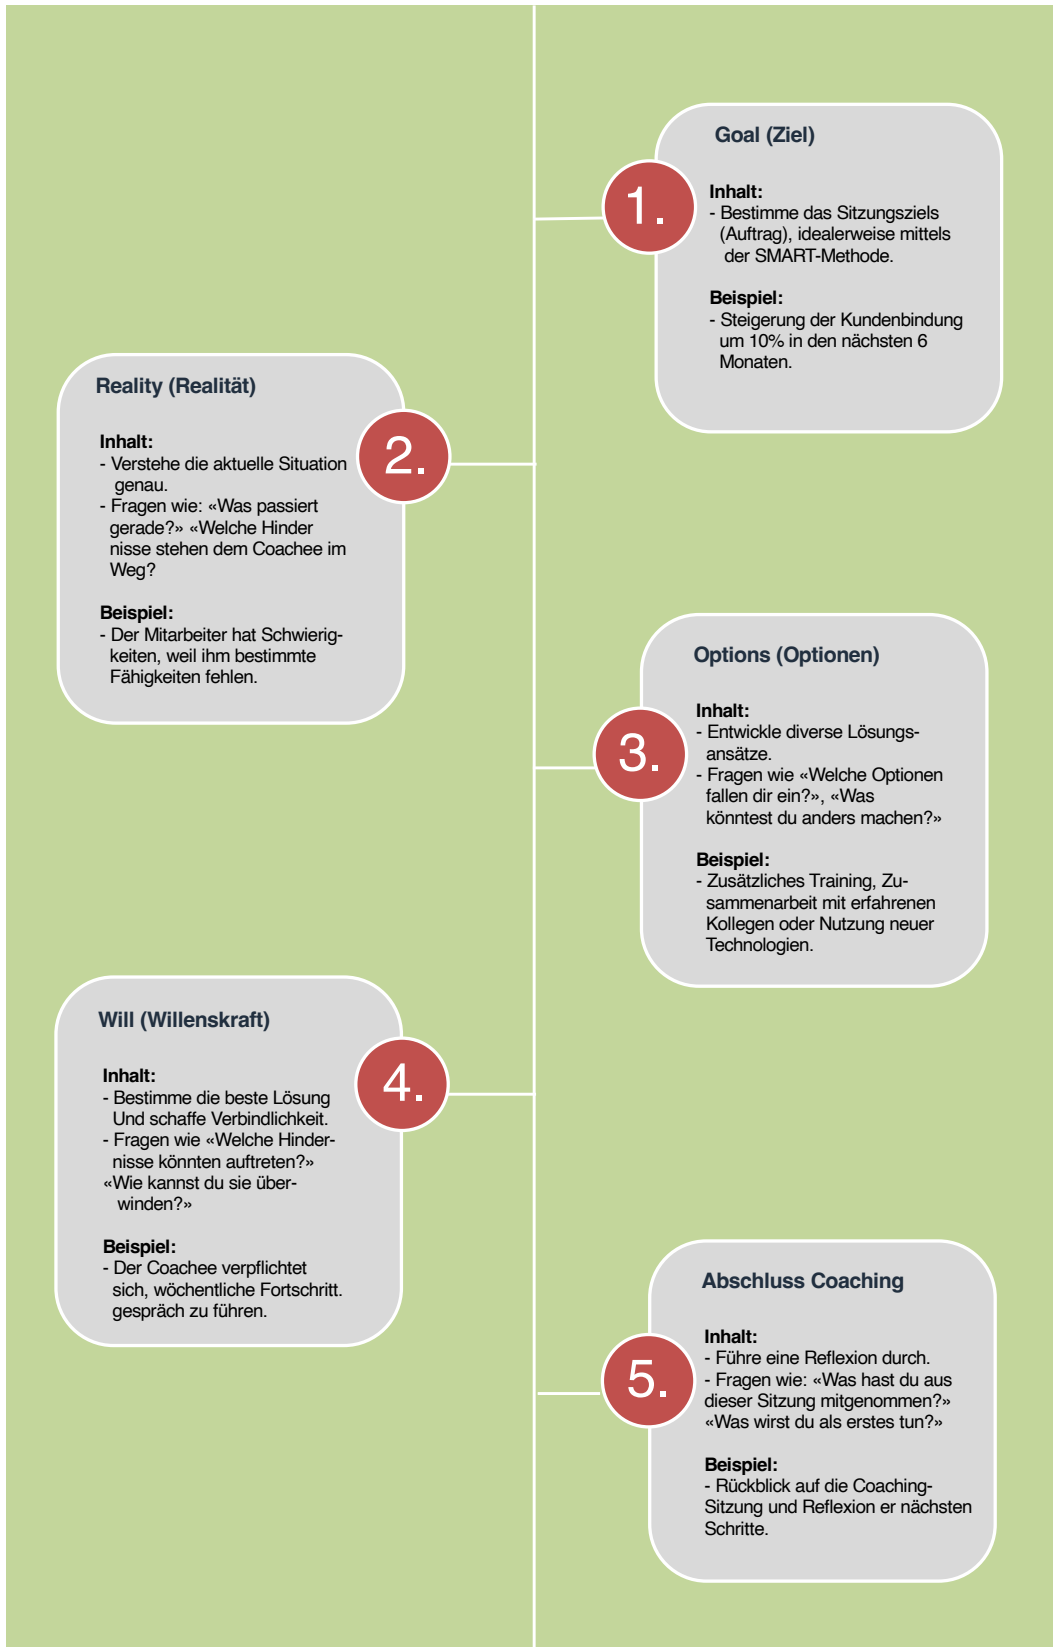 Goal (Ziel)
1.
Inhalt:
- Bestimme das Sitzungsziels
(Auftrag), idealerweise mittels
der SMART-Methode.
Beispiel:
- Steigerung der Kundenbindung
um 10% in den nächsten 6
Monaten.
Reality (Realität)
2.
Inhalt:
- Verstehe die aktuelle Situation
genau.
- Fragen wie: «Was passiert
gerade?» «Welche Hinder
nisse stehen dem Coachee im
Weg?
Beispiel:
- Der Mitarbeiter hat Schwierig-
keiten, weil ihm bestimmte
Fähigkeiten fehlen.
Options (Optionen)
3.
Inhalt:
- Entwickle diverse Lösungs-
ansätze.
- Fragen wie «Welche Optionen
fallen dir ein?», «Was
könntest du anders machen?»
Beispiel:
- Zusätzliches Training, Zu-
sammenarbeit mit erfahrenen
Kollegen oder Nutzung neuer
Technologien.
Will (Willenskraft)
4.
Inhalt:
- Bestimme die beste Lösung
Und schaffe Verbindlichkeit.
- Fragen wie «Welche Hinder-
nisse könnten auftreten?»
«Wie kannst du sie über-
winden?»
Beispiel:
- Der Coachee verpflichtet
sich, wöchentliche Fortschritt.
gespräch zu führen.
Abschluss Coaching
5.
Inhalt:
- Führe eine Reflexion durch.
- Fragen wie: «Was hast du aus
dieser Sitzung mitgenommen?»
«Was wirst du als erstes tun?»
Beispiel:
- Rückblick auf die Coaching-
Sitzung und Reflexion er nächsten
Schritte.